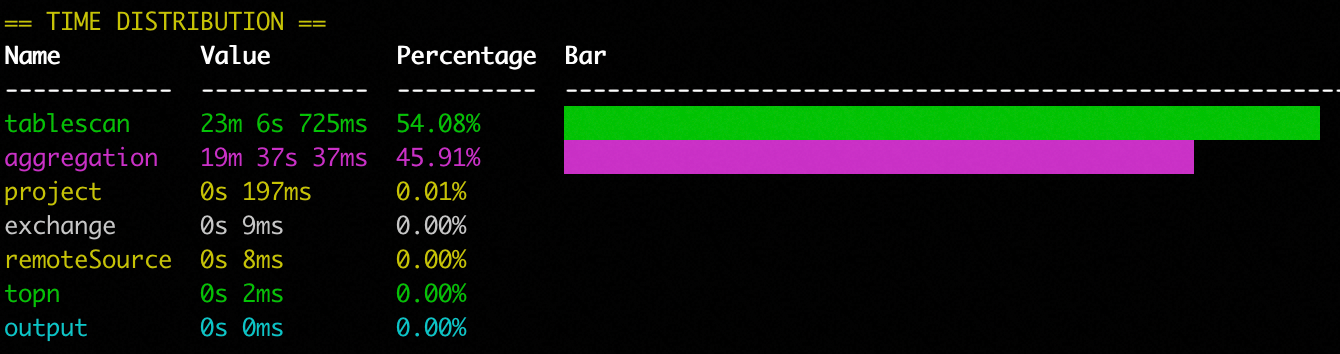 == TIME DISTRIBUTION ==
Name Value Percentage Bar
------------ ------------ ---------- -------------------------------------------------------
tablescan 23m 6s 725ms 54.08%
aggregation 19m 37s 37ms 45.91%
project 0s 197ms 0.01%
exchange 0s 9ms 0.00%
remoteSource 0s 8ms 0.00%
topn 0s 2ms 0.00%
output 0s 0ms 0.00%